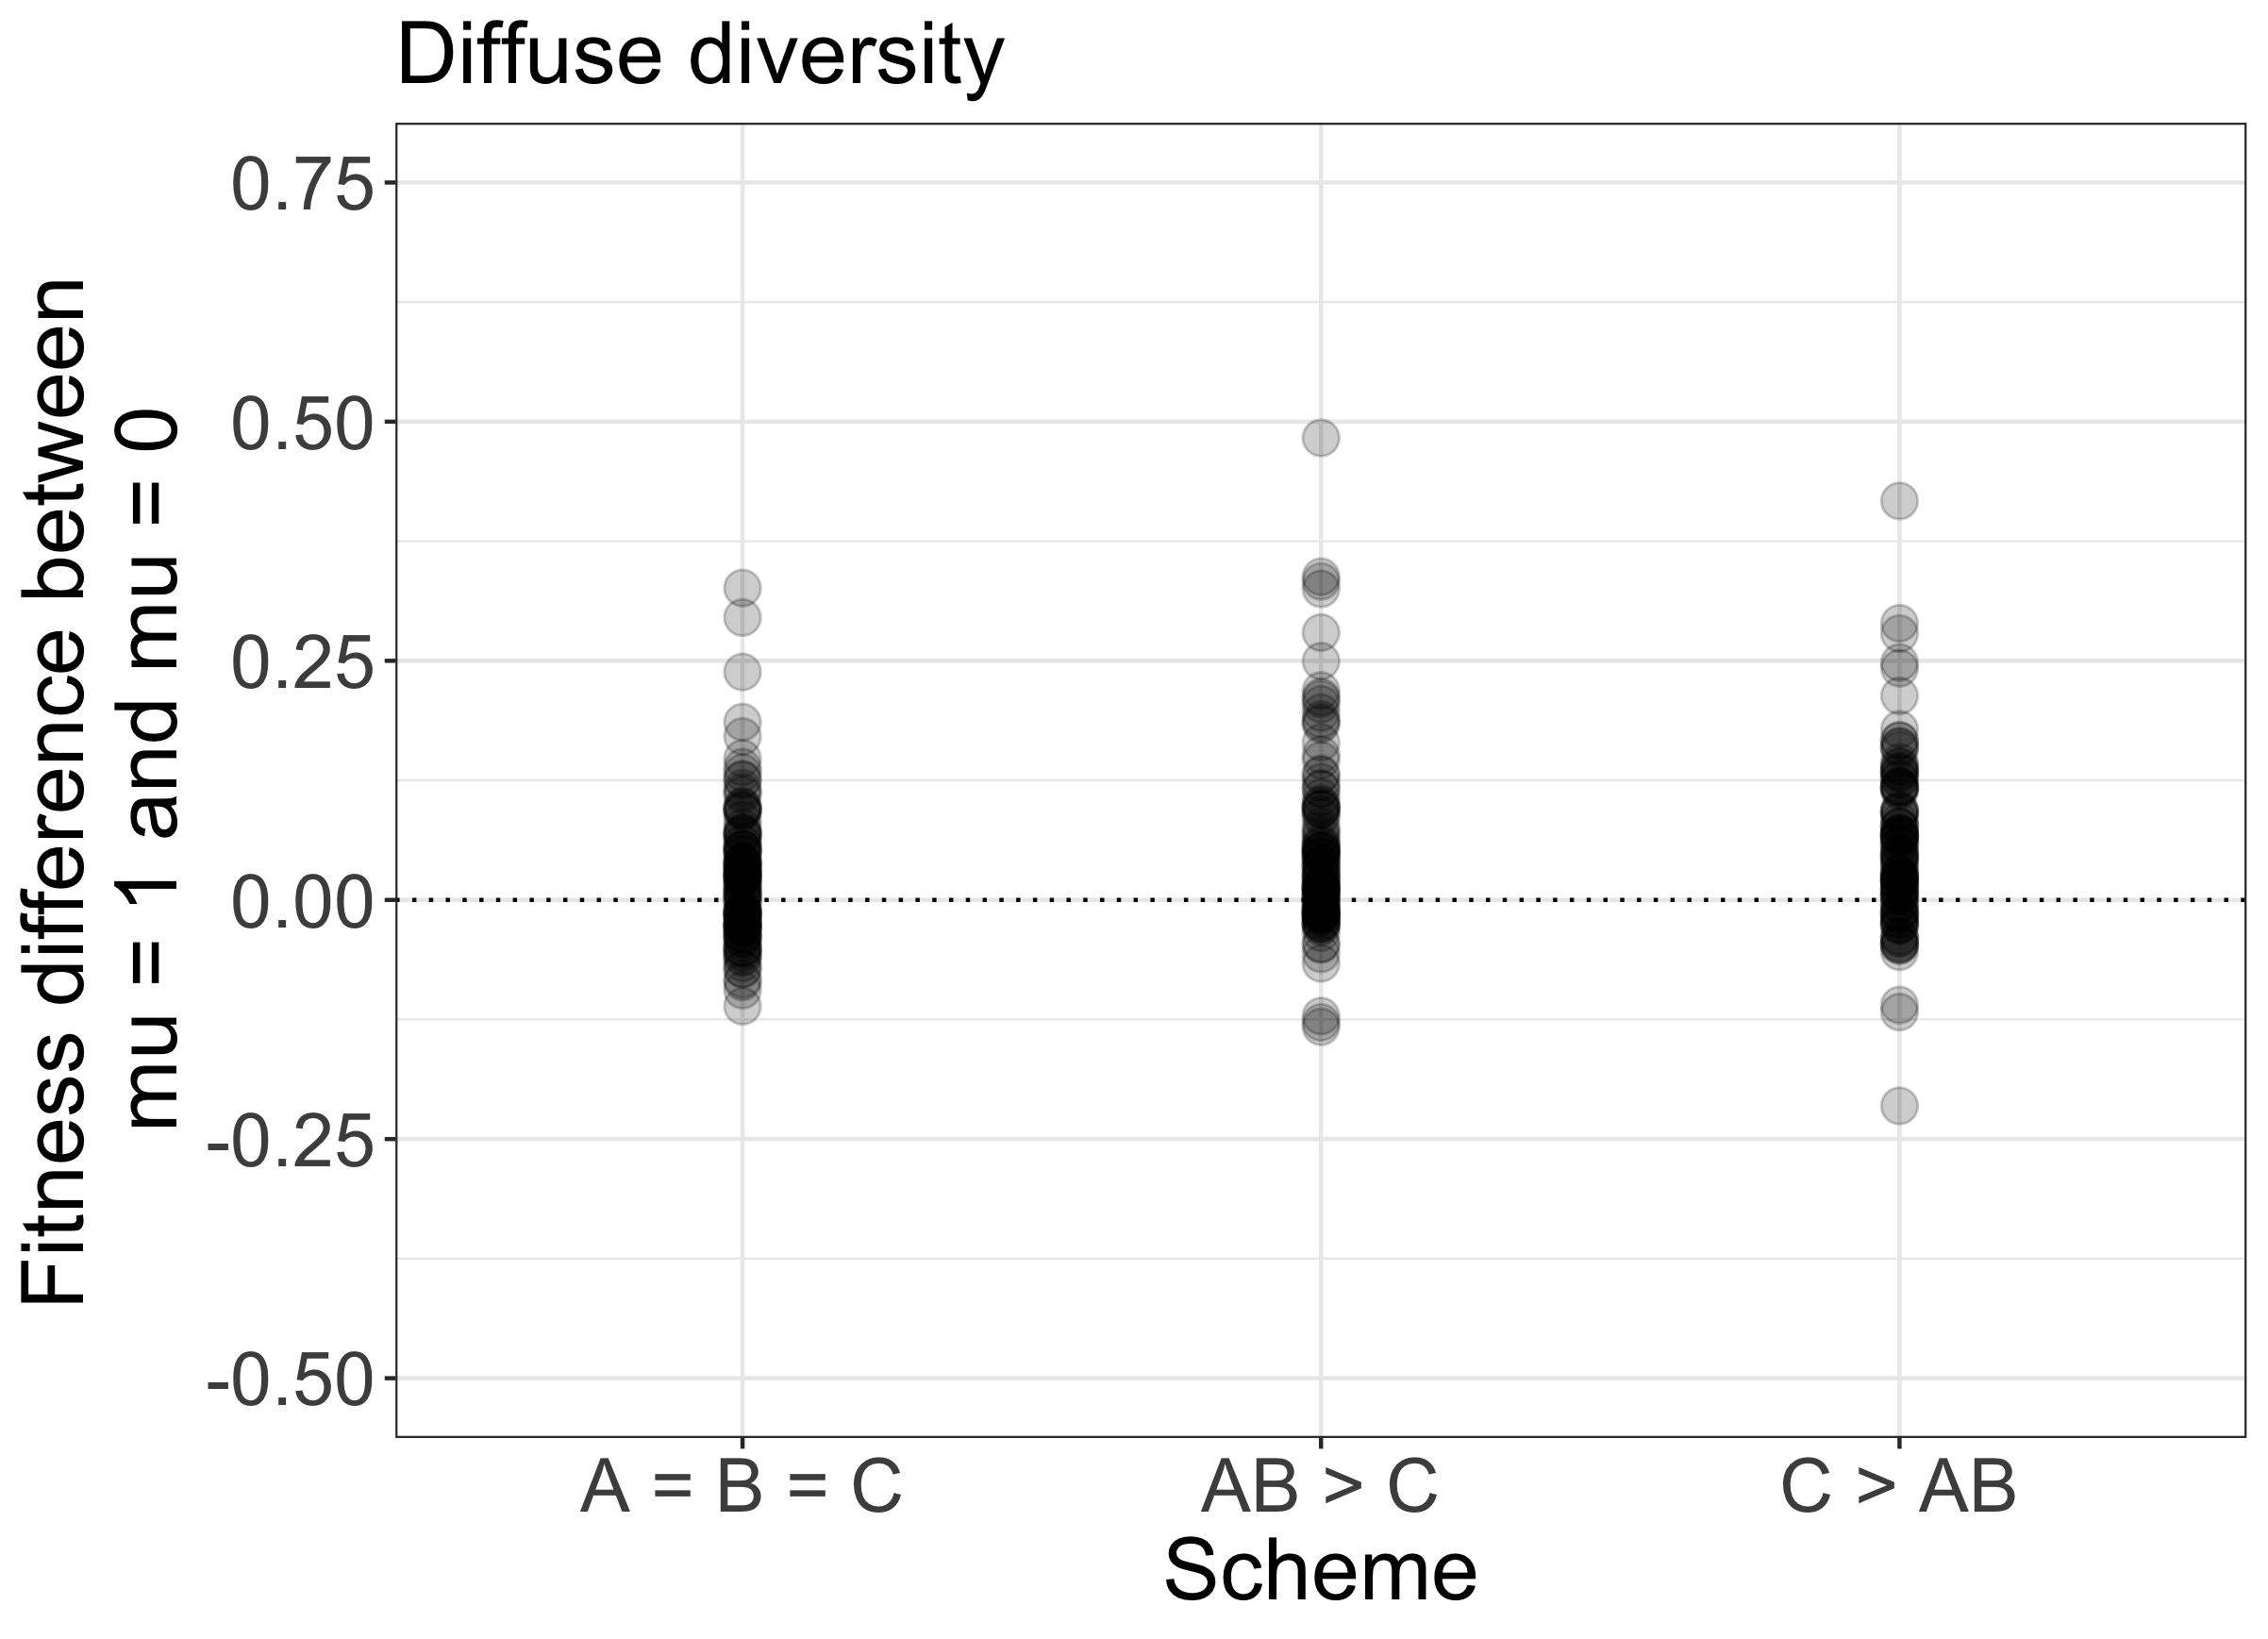 Diffuse diversity
Fitness difference between
mu = 1 and mu = 0
0.75
0.50
0.25
0.00
-0.25
-0.50
A = B = C
AB > C
C > AB
Scheme